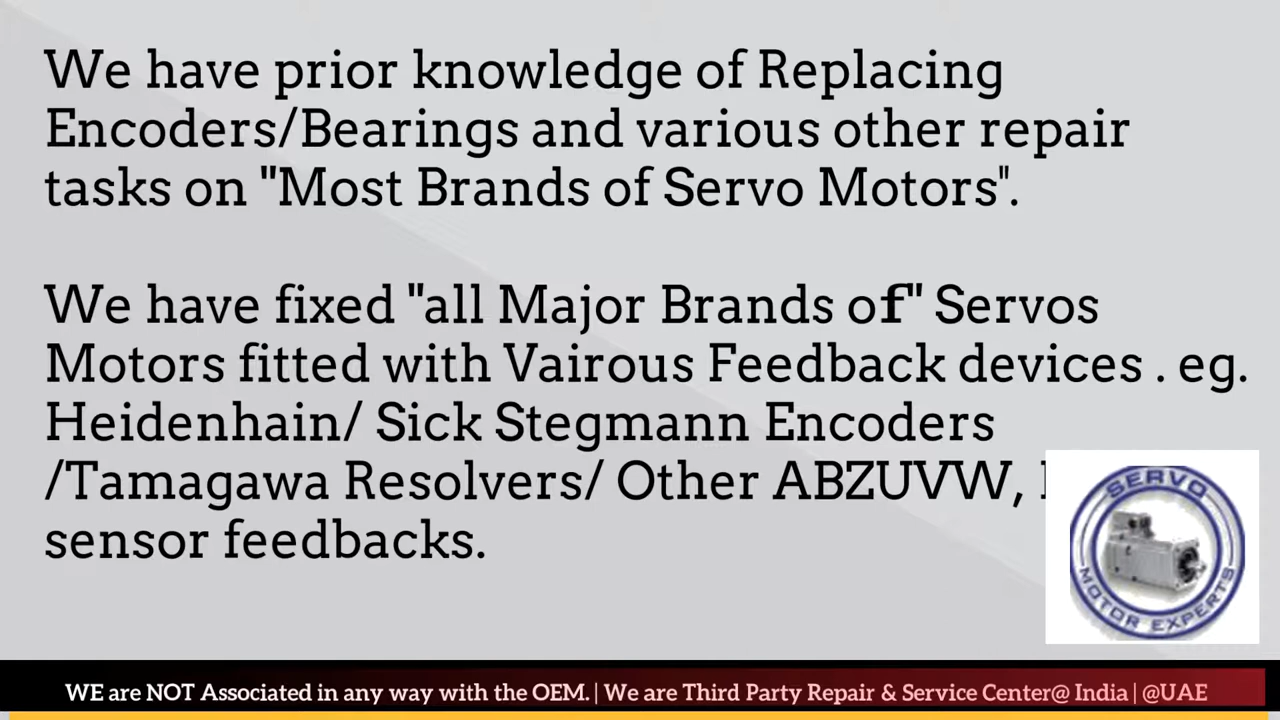 We have prior knowledge of Replacing
Encoders/Bearings and various other repair
tasks on "Most Brands of Servo Motors".
We have fixed "all Major Brands of" Servos
Motors fitted with Vairous Feedback devices . eg.
Heidenhain/ Sick Stegmann Encoders
/Tamagawa Resolvers/ Other ABZUVW,
sensor feedbacks.
SERVO
MOTOR EXPERTS
WE are NOT Associated in any way with the OEM. | We are Third Party Repair & Service Center@ India | @UAE